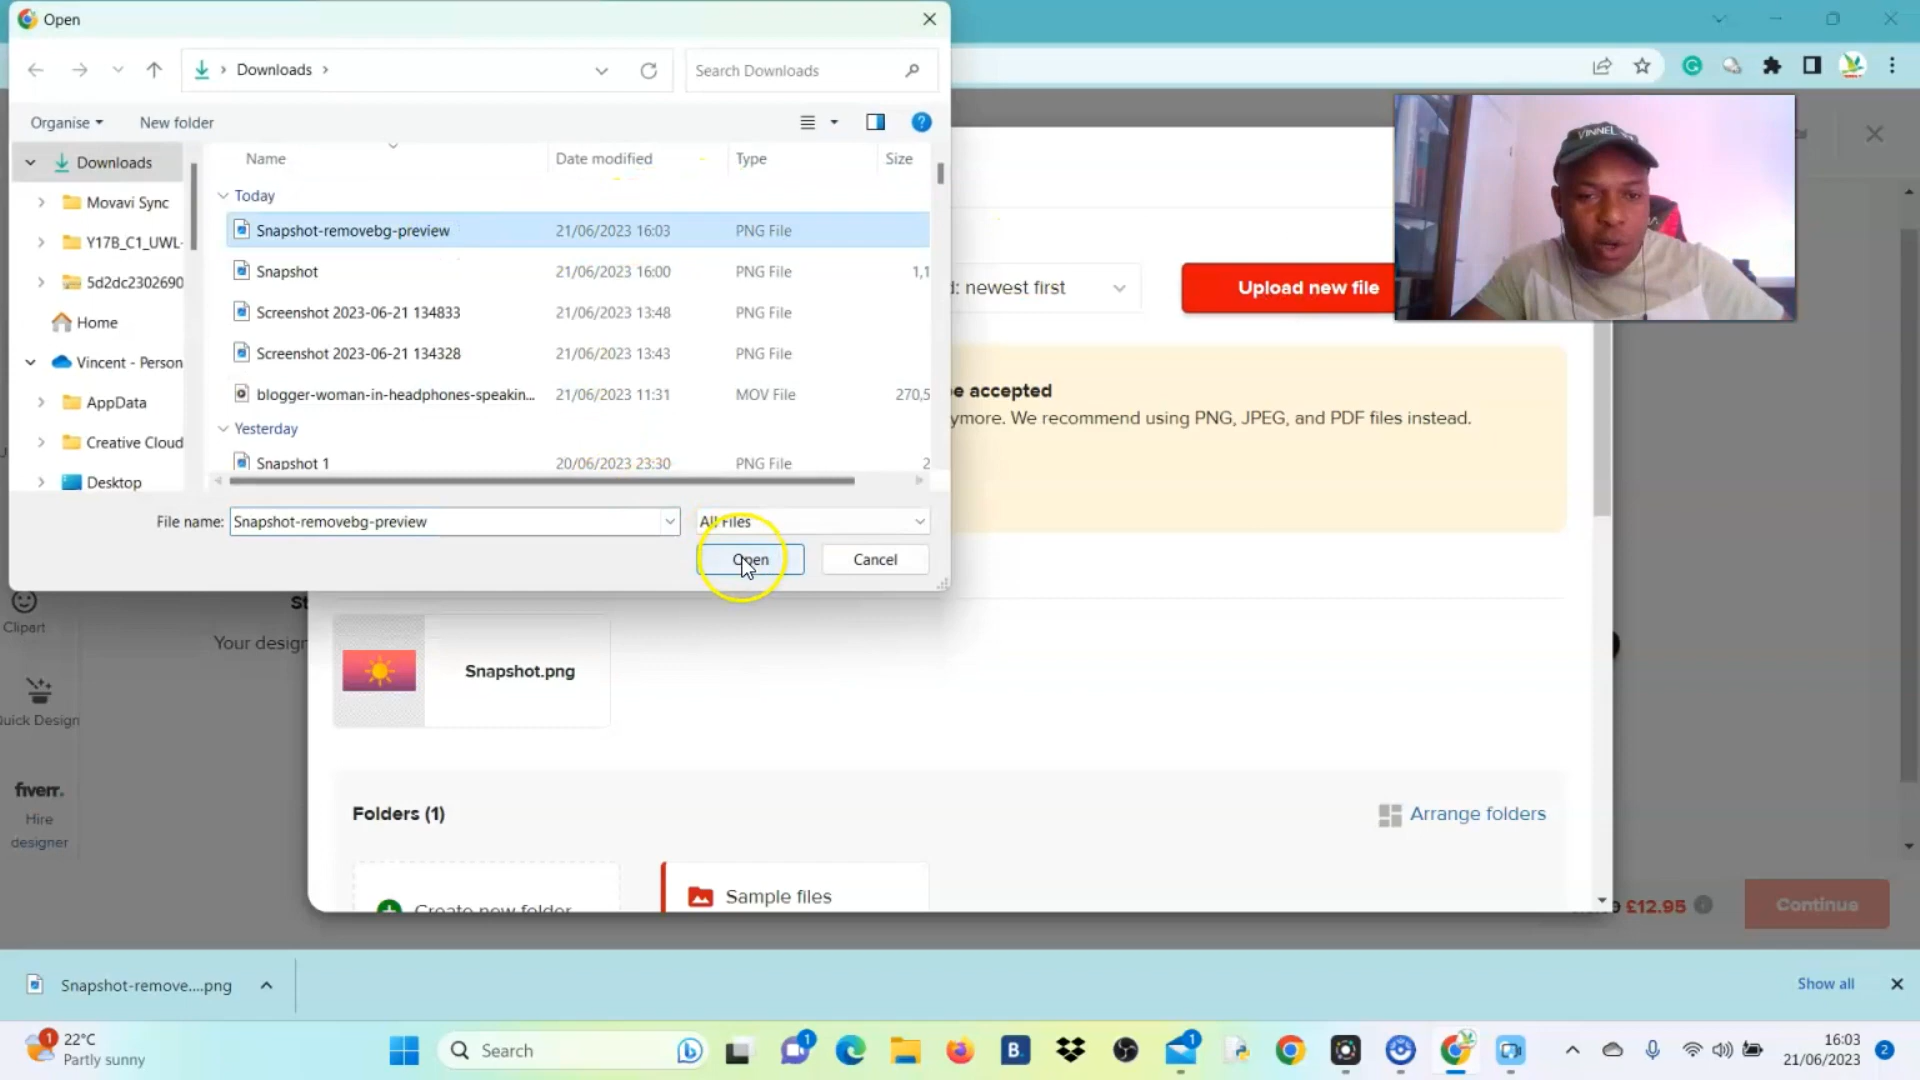 Open
Downloads
Search Downloads
Organise
New folder
Name
Date modified
Type
Size
Downloads
Movavi Sync
Y17B_C1_UWL-
5d2dc2302690
Home
Vincent - Person
AppData
Creative Cloud
Desktop
Today
Snapshot-removebg-preview 21/06/2023 16:03 PNG File
Snapshot 21/06/2023 16:00 PNG File 1,1
Screenshot 2023-06-21 134833 21/06/2023 13:48 PNG File
Screenshot 2023-06-21 134328 21/06/2023 13:43 PNG File
blogger-woman-in-headphones-speakin... 21/06/2023 11:31 MOV File 270,5
Yesterday
Snapshot 1 20/06/2023 23:30 PNG File 2
File name: Snapshot-removebg-preview
All Files
Open
Cancel
d: newest first
Upload new file
e accepted
ymore. We recommend using PNG, JPEG, and PDF files instead.
Clipart
Quick Design
fiverr.
Hire
designer
St
Your design
Snapshot.png
Folders (1)
Arrange folders
Create new folder
Sample files
£12.95
Continue
Snapshot-remove....png
Show all
22°C
Partly sunny
Search
16:03
21/06/2023